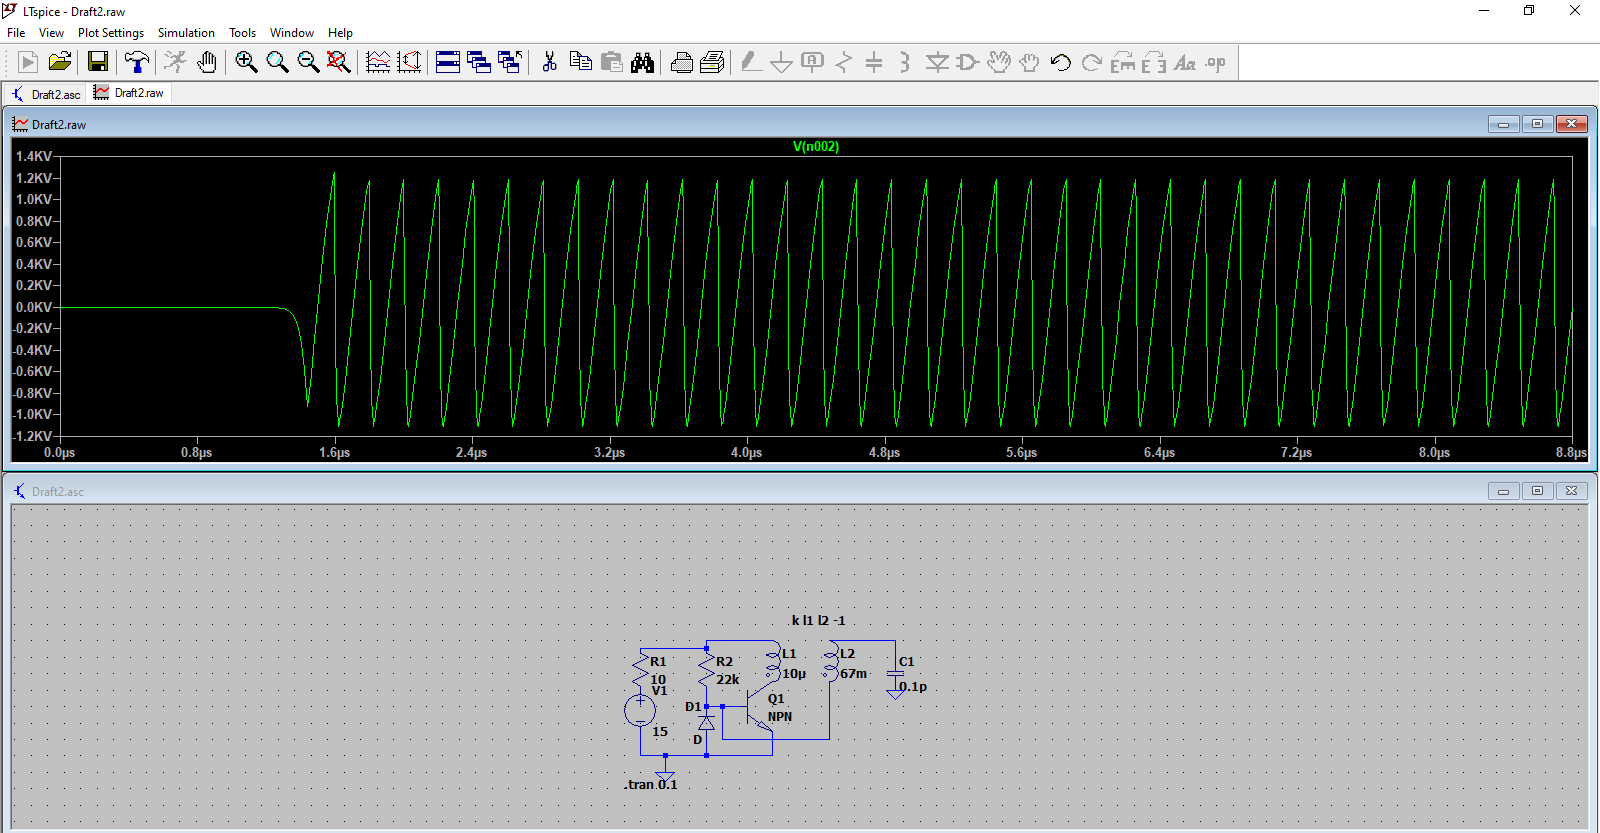 LTspice - Draft2.raw
File View Plot Settings Simulation Tools Window Help
A Aa .op
Draft2.asc Draft2.raw
Draft2.raw
V(n002)
1.4KV
1.2KV
1.0KV
0.8KV
0.6KV
0.4KV
0.2KV
0.0KV
-0.2KV
-0.4KV
-0.6KV
-0.8KV
-1.0KV
-1.2KV
0.0µs 0.8µs 1.6µs 2.4µs 3.2µs 4.0µs 4.8µs 5.6µs 6.4µs 7.2µs 8.0µs 8.8µs
Draft2.asc
k l1 l2 -1
R1 R2 L1 L2 C1
10 22k 10µ 67m 0.1p
V1
15
D1 Q1
D NPN
.tran 0.1